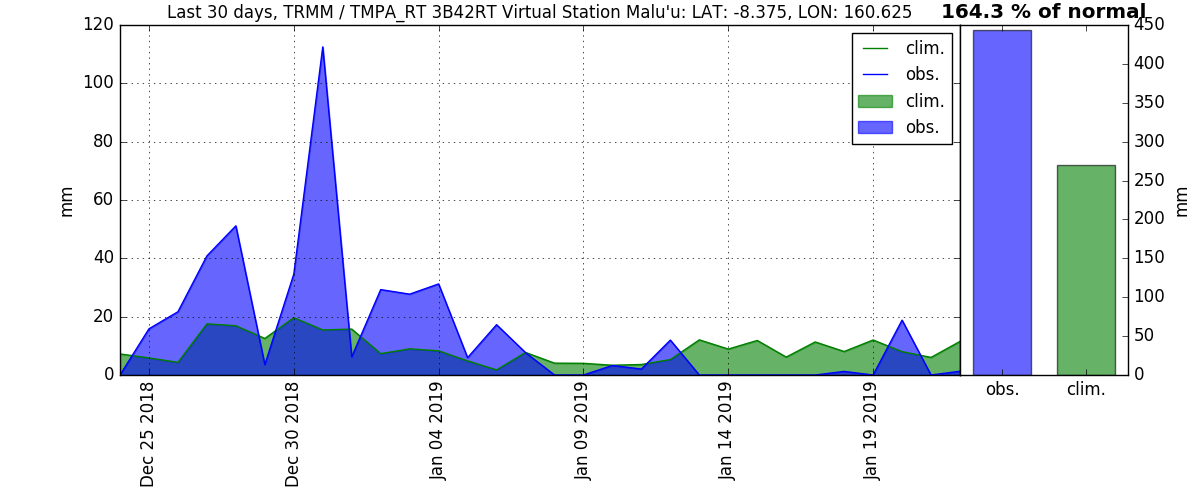 Last 30 days, TRMM / TMPA_RT 3B42RT Virtual Station Malu'u: LAT: -8.375, LON: 160.625
164.3 % of normal
120
100
80
60
40
20
0
mm
clim.
obs.
clim.
obs.
Dec 25 2018
Dec 30 2018
Jan 04 2019
Jan 09 2019
Jan 14 2019
Jan 19 2019
450
400
350
300
250
200
150
100
50
0
mm
obs.
clim.